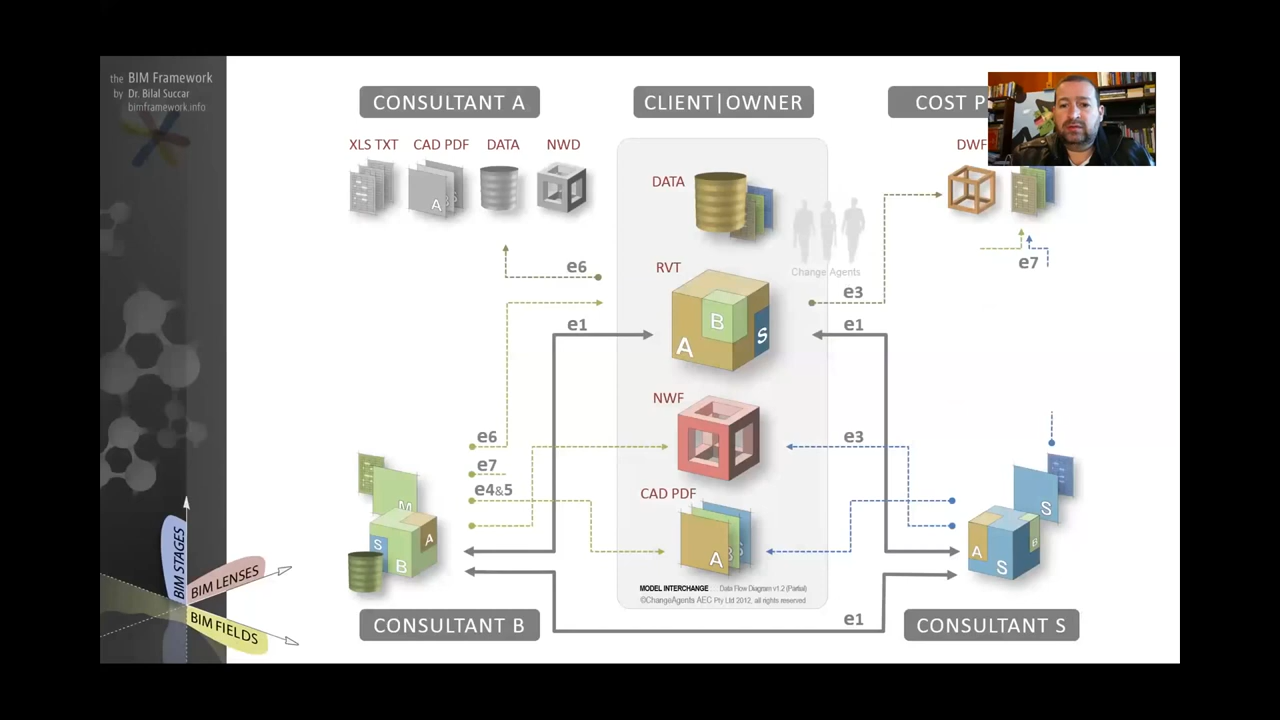 the BIM Framework
by Dr. Bilal Succar
bimframework.info
CONSULTANT A
CLIENT|OWNER
COST P
XLS TXT
CAD PDF
DATA
NWD
DWF
A
DATA
Change Agents
e6
RVT
e3
e7
e1
e1
A
B
S
NWF
e6
e3
e7
e4&5
CAD PDF
M
S
S
A
B
A
B
S
A
B
S
MODEL INTERCHANGE Data Flow Diagram v1.2 (Partial)
©ChangeAgents AEC Pty Ltd 2012, all rights reserved
e1
CONSULTANT B
CONSULTANT S
BIM STAGES
BIM LENSES
BIM FIELDS